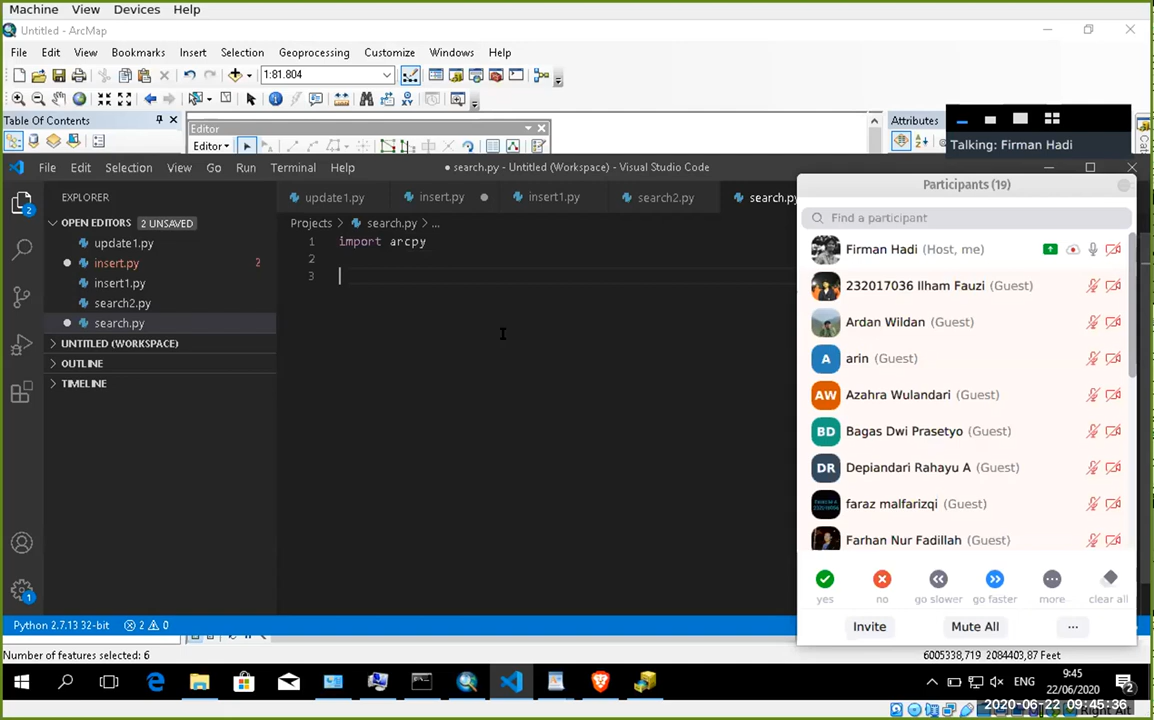 Machine View Devices Help
Untitled - ArcMap
File Edit View Bookmarks Insert Selection Geoprocessing Customize Windows Help
1:81.804
Table Of Contents
Editor
Editor
Attributes
Talking: Firman Hadi
File Edit Selection View Go Run Terminal Help
● search.py - Untitled (Workspace) - Visual Studio Code
EXPLORER
update1.py insert.py insert1.py search2.py search.py
OPEN EDITORS 2 UNSAVED
Projects > search.py > ...
update1.py
insert.py 2
insert1.py
search2.py
search.py
UNTITLED (WORKSPACE)
OUTLINE
TIMELINE
1 import arcpy
2
3
Participants (19)
Find a participant
Firman Hadi (Host, me)
232017036 Ilham Fauzi (Guest)
Ardan Wildan (Guest)
A arin (Guest)
AW Azahra Wulandari (Guest)
BD Bagas Dwi Prasetyo (Guest)
DR Depiandari Rahayu A (Guest)
faraz malfarizqi (Guest)
Farhan Nur Fadillah (Guest)
yes no go slower go faster more clear all
Invite Mute All ...
2
1
Python 2.7.13 32-bit 2 0
Number of features selected: 6
6005338,719 2084403,87 Feet
ENG
9:45
22/06/2020
2
2020-06-22 09:45:36